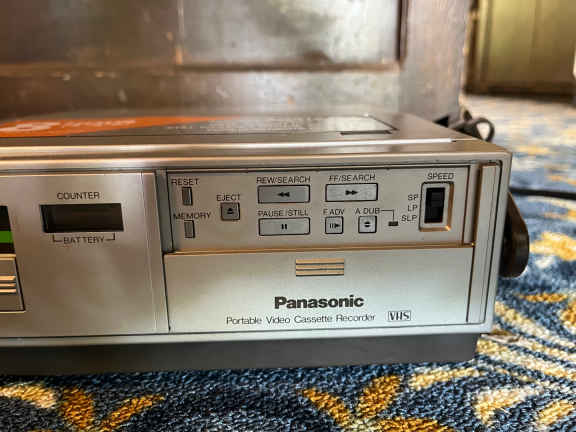 COUNTER
BATTERY
RESET
MEMORY
EJECT
REW/SEARCH
FF/SEARCH
PAUSE/STILL
F.ADV
A.DUB
SPEED
SP
LP
SLP
Panasonic
Portable Video Cassette Recorder VHS